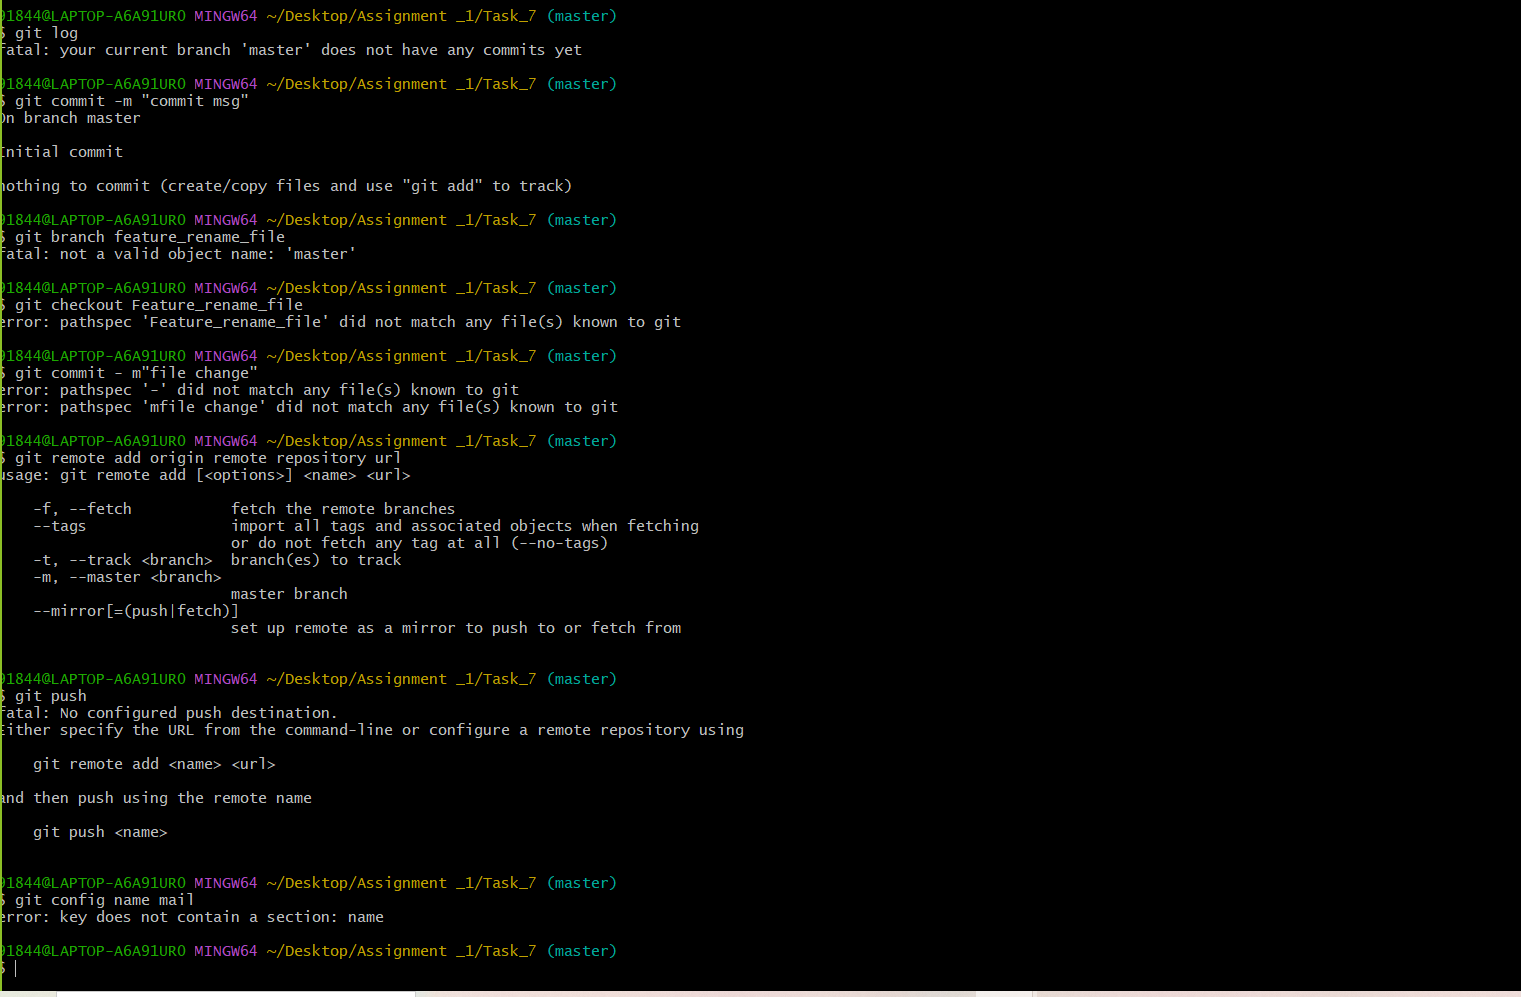 91844@LAPTOP-A6A91URO MINGW64 ~/Desktop/Assignment _1/Task_7 (master)
$ git log
fatal: your current branch 'master' does not have any commits yet
91844@LAPTOP-A6A91URO MINGW64 ~/Desktop/Assignment _1/Task_7 (master)
$ git commit -m "commit msg"
On branch master
Initial commit
nothing to commit (create/copy files and use "git add" to track)
91844@LAPTOP-A6A91URO MINGW64 ~/Desktop/Assignment _1/Task_7 (master)
$ git branch feature_rename_file
fatal: not a valid object name: 'master'
91844@LAPTOP-A6A91URO MINGW64 ~/Desktop/Assignment _1/Task_7 (master)
$ git checkout Feature_rename_file
error: pathspec 'Feature_rename_file' did not match any file(s) known to git
91844@LAPTOP-A6A91URO MINGW64 ~/Desktop/Assignment _1/Task_7 (master)
$ git commit - m"file change"
error: pathspec '-' did not match any file(s) known to git
error: pathspec 'mfile change' did not match any file(s) known to git
91844@LAPTOP-A6A91URO MINGW64 ~/Desktop/Assignment _1/Task_7 (master)
$ git remote add origin remote repository url
usage: git remote add [<options>] <name> <url>
-f, --fetch fetch the remote branches
--tags import all tags and associated objects when fetching
or do not fetch any tag at all (--no-tags)
-t, --track <branch> branch(es) to track
-m, --master <branch>
master branch
--mirror[=(push|fetch)]
set up remote as a mirror to push to or fetch from
91844@LAPTOP-A6A91URO MINGW64 ~/Desktop/Assignment _1/Task_7 (master)
$ git push
fatal: No configured push destination.
Either specify the URL from the command-line or configure a remote repository using
git remote add <name> <url>
and then push using the remote name
git push <name>
91844@LAPTOP-A6A91URO MINGW64 ~/Desktop/Assignment _1/Task_7 (master)
$ git config name mail
error: key does not contain a section: name
91844@LAPTOP-A6A91URO MINGW64 ~/Desktop/Assignment _1/Task_7 (master)
$